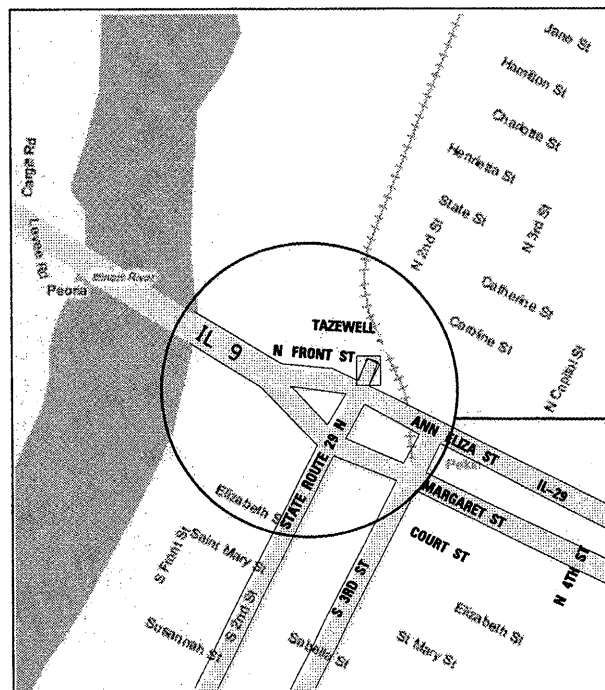 Jane St
Hamilton St
Charlotte St
Henrietta St
State St
N 2nd St
N 3rd St
Cargill Rd
Levee Rd
Illinois River
Peoria
Catherine St
Caroline St
N Capitol St
TAZEWELL
IL 9
N FRONT ST
ANN ELIZA ST
IL-29
Pekin
STATE ROUTE 29 N
MARGARET ST
COURT ST
N 4TH ST
Elizabeth St
Saint Mary St
S Front St
S 2nd St
S 3RD ST
Susannah St
Sabella St
St Mary St
Elizabeth St